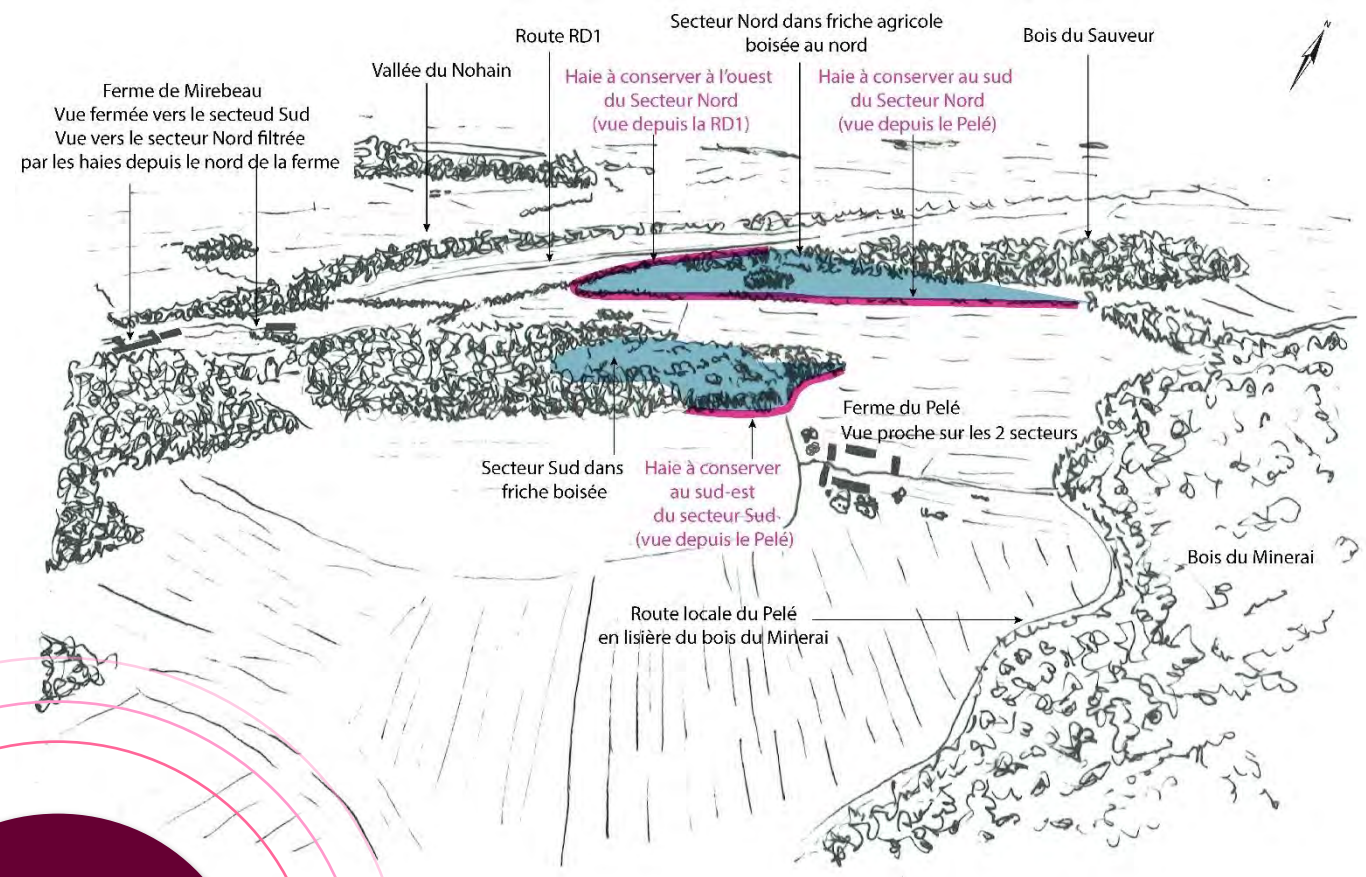 Secteur Nord dans friche agricole
boisée au nord
Route RD1
Bois du Sauveur
Vallée du Nohain
Haie à conserver à l'ouest
du Secteur Nord
(vue depuis la RD1)
Haie à conserver au sud
du Secteur Nord
(vue depuis le Pelé)
Ferme de Mirebeau
Vue fermée vers le secteud Sud
Vue vers le secteur Nord filtrée
par les haies depuis le nord de la ferme
N
Ferme du Pelé
Vue proche sur les 2 secteurs
Secteur Sud dans
friche boisée
Haie à conserver
au sud-est
du secteur Sud
(vue depuis le Pelé)
Bois du Minerai
Route locale du Pelé
en lisière du bois du Minerai